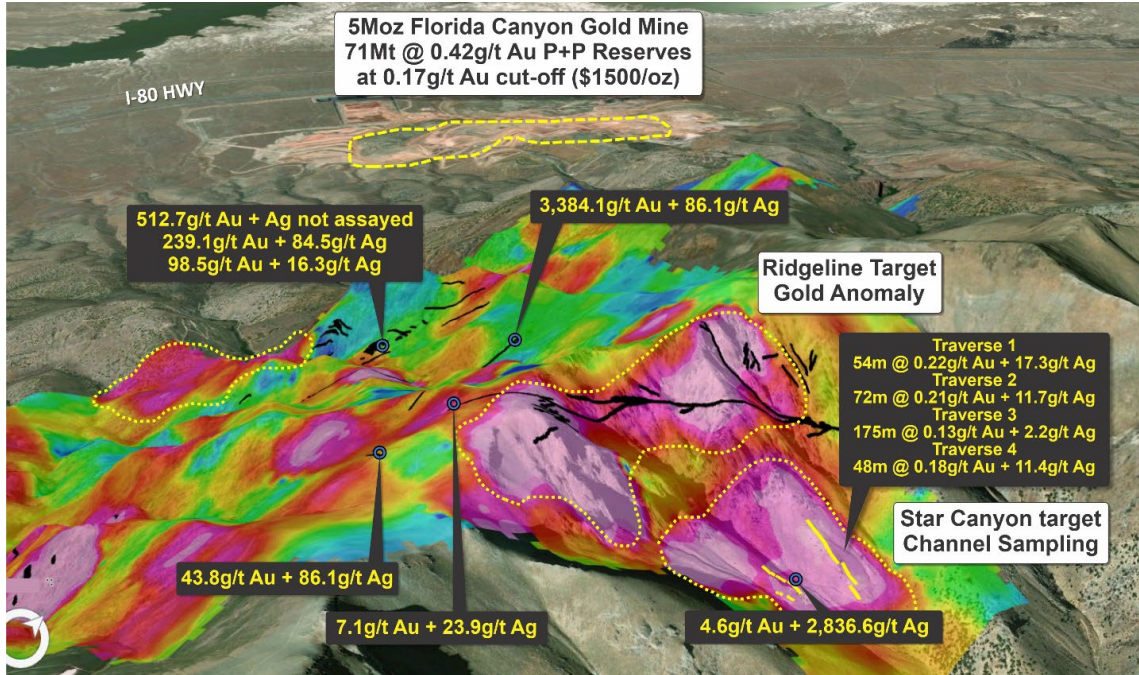 5Moz Florida Canyon Gold Mine
71Mt @ 0.42g/t Au P+P Reserves
at 0.17g/t Au cut-off ($1500/oz)
I-80 HWY
512.7g/t Au + Ag not assayed
239.1g/t Au + 84.5g/t Ag
98.5g/t Au + 16.3g/t Ag
3,384.1g/t Au + 86.1g/t Ag
Ridgeline Target
Gold Anomaly
Traverse 1
54m @ 0.22g/t Au + 17.3g/t Ag
Traverse 2
72m @ 0.21g/t Au + 11.7g/t Ag
Traverse 3
175m @ 0.13g/t Au + 2.2g/t Ag
Traverse 4
48m @ 0.18g/t Au + 11.4g/t Ag
Star Canyon target
Channel Sampling
43.8g/t Au + 86.1g/t Ag
7.1g/t Au + 23.9g/t Ag
4.6g/t Au + 2,836.6g/t Ag